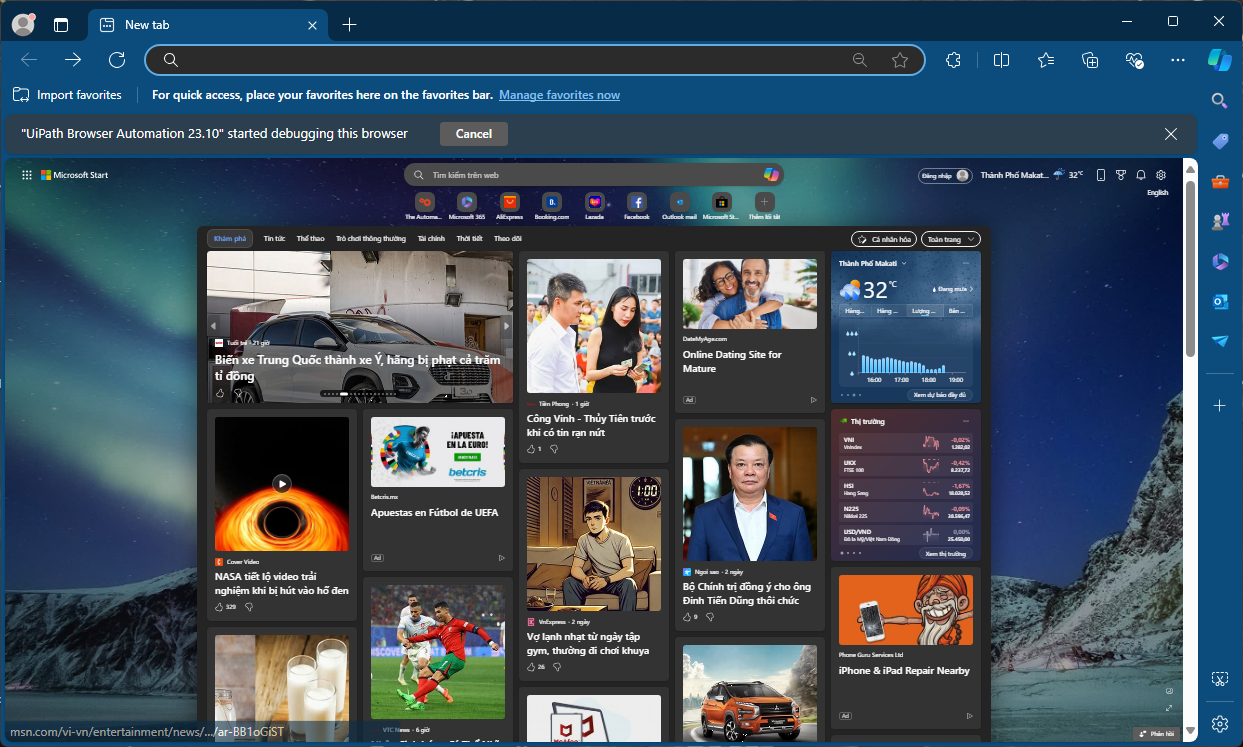 New tab
Import favorites
For quick access, place your favorites here on the favorites bar. Manage favorites now
"UiPath Browser Automation 23.10" started debugging this browser
Cancel
Microsoft Start
Tìm kiếm trên web
Đăng nhập
Thành Phố Makat...
32°C
English
The Automa...
Microsoft 365
AliExpress
Booking.com
Lazada
Facebook
Outlook mail
Microsoft St...
Thêm lối tắt
Khám phá
Tin tức
Thể thao
Trò chơi thông thường
Tài chính
Thời tiết
Theo dõi
Cá nhân hóa
Toàn trang
Tuổi trẻ · 21 giờ
Biến xe Trung Quốc thành xe Ý, hãng bị phạt cả trăm
tỉ đồng
Tiền Phong · 1 giờ
Công Vinh - Thủy Tiên trước
khi có tin rạn nứt
1
DateMyAge.com
Online Dating Site for
Mature
Ad
Thành Phố Makati
32°C
Đang mưa
Hàng...
Hàng ...
Lượng ...
Bản ...
16:00
17:00
18:00
19:00
Xem dự báo đầy đủ
Cover Video
NASA tiết lộ video trải
nghiệm khi bị hút vào hố đen
329
¡APUESTA
EN LA EURO!
betcris
Betcris.mx
Apuestas en Fútbol de UEFA
Ad
1:00
VnExpress · 2 ngày
Vợ lạnh nhạt từ ngày tập
gym, thường đi chơi khuya
26
Ngoi sao · 2 ngày
Bộ Chính trị đồng ý cho ông
Đinh Tiến Dũng thôi chức
9
Thị trường
VNI
VNIndex
-0,02%
1.282,02
UKX
FTSE 100
-0,42%
8.237,72
HSI
Hang Seng
-1,67%
18.028,52
N225
Nikkei 225
-0,09%
38.596,47
USD/VND
Đô la Mỹ/Việt Nam Đồng
0,00%
25.450,00
Xem thị trường
Phone Guru Services Ltd
iPhone & iPad Repair Nearby
Ad
VTC News · 6 giờ
McAfee
msn.com/vi-vn/entertainment/news/.../ar-BB1oGiST
Phản hồi